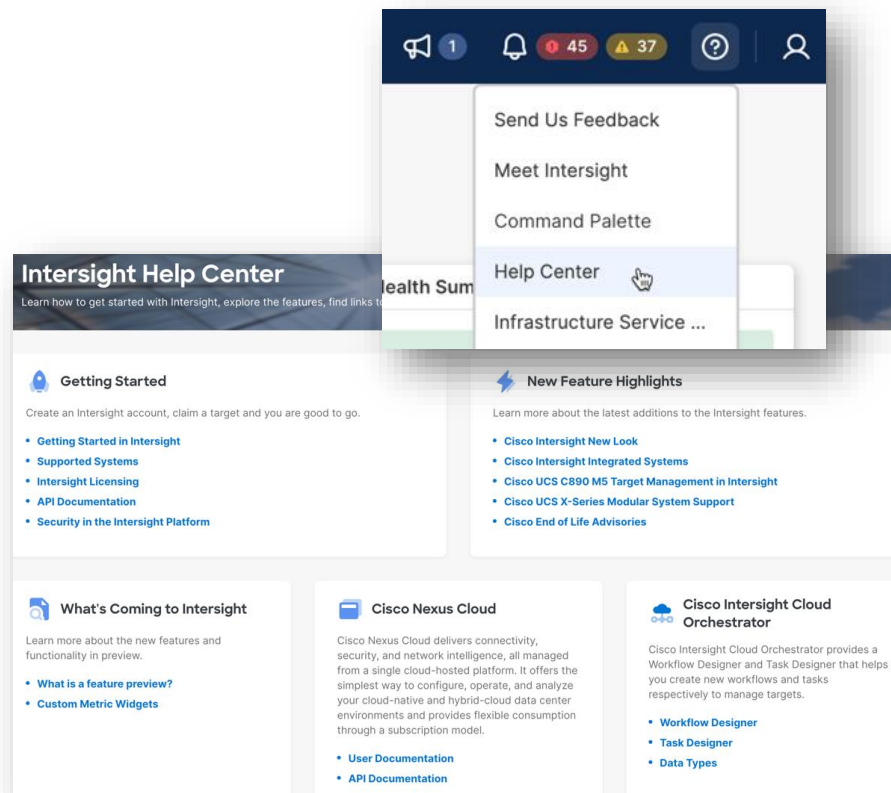 1
45
37
Send Us Feedback
Meet Intersight
Command Palette
Help Center
Infrastructure Service ...
Intersight Help Center
Learn how to get started with Intersight, explore the features, find links
Health Sum
Getting Started
Create an Intersight account, claim a target and you are good to go.
• Getting Started in Intersight
• Supported Systems
• Intersight Licensing
• API Documentation
• Security in the Intersight Platform
New Feature Highlights
Learn more about the latest additions to the Intersight features.
• Cisco Intersight New Look
• Cisco Intersight Integrated Systems
• Cisco UCS C890 M5 Target Management in Intersight
• Cisco UCS X-Series Modular System Support
• Cisco End of Life Advisories
What's Coming to Intersight
Learn more about the new features and
functionality in preview.
• What is a feature preview?
• Custom Metric Widgets
Cisco Nexus Cloud
Cisco Nexus Cloud delivers connectivity,
security, and network intelligence, all managed
from a single cloud-hosted platform. It offers the
simplest way to configure, operate, and analyze
your cloud-native and hybrid-cloud data center
environments and provides flexible consumption
through a subscription model.
• User Documentation
• API Documentation
Cisco Intersight Cloud
Orchestrator
Cisco Intersight Cloud Orchestrator provides a
Workflow Designer and Task Designer that helps
you create new workflows and tasks
respectively to manage targets.
• Workflow Designer
• Task Designer
• Data Types